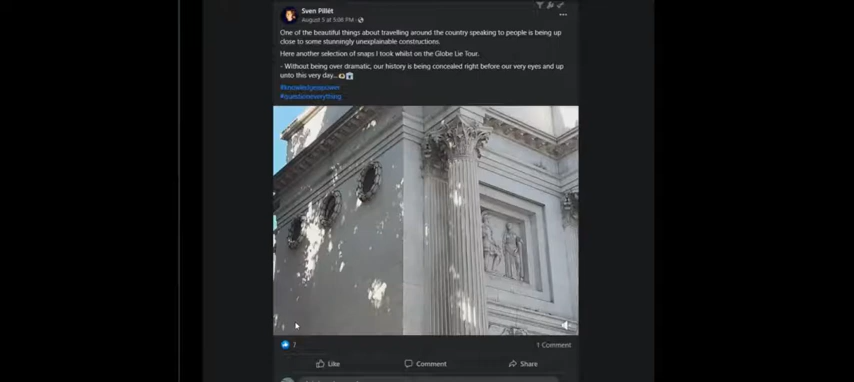 Sven Pillét
August 5 at 5:06 PM ·
One of the beautiful things about travelling around the country speaking to people is being up
close to some stunningly unexplainable constructions.
Here another selection of snaps I took whilst on the Globe Lie Tour.
- Without being over dramatic, our history is being concealed right before our very eyes and up
unto this very day...
#knowledgeispower
#questioneverything
7
1 Comment
Like
Comment
Share